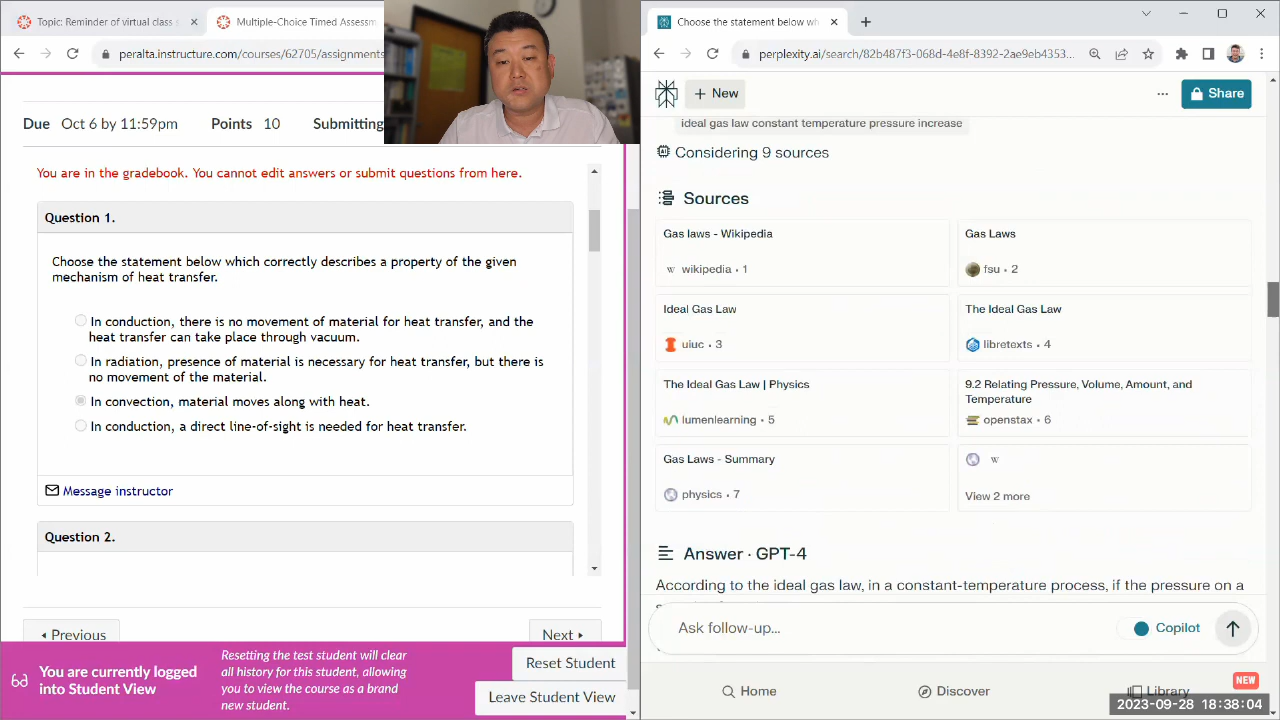 Topic: Reminder of virtual class s
Multiple-Choice Timed Assessm
peralta.instructure.com/courses/62705/assignments
Due Oct 6 by 11:59pm Points 10 Submitting
You are in the gradebook. You cannot edit answers or submit questions from here.
Question 1.
Choose the statement below which correctly describes a property of the given
mechanism of heat transfer.
In conduction, there is no movement of material for heat transfer, and the
heat transfer can take place through vacuum.
In radiation, presence of material is necessary for heat transfer, but there is
no movement of the material.
In convection, material moves along with heat.
In conduction, a direct line-of-sight is needed for heat transfer.
Message instructor
Question 2.
Previous
Next
You are currently logged
into Student View
Resetting the test student will clear
all history for this student, allowing
you to view the course as a brand
new student.
Reset Student
Leave Student View
Choose the statement below wh
perplexity.ai/search/82b487f3-068d-4e8d-8392-2ae9eb4353...
New
Share
ideal gas law constant temperature pressure increase
Considering 9 sources
Sources
Gas laws - Wikipedia
W wikipedia • 1
Gas Laws
fsu • 2
Ideal Gas Law
uiuc • 3
The Ideal Gas Law
libretexts • 4
The Ideal Gas Law | Physics
lumenlearning • 5
9.2 Relating Pressure, Volume, Amount, and
Temperature
openstax • 6
Gas Laws - Summary
physics • 7
W
View 2 more
Answer · GPT-4
According to the ideal gas law, in a constant-temperature process, if the pressure on a
Ask follow-up...
Copilot
NEW
Home
Discover
Library
2023-09-28 18:38:04